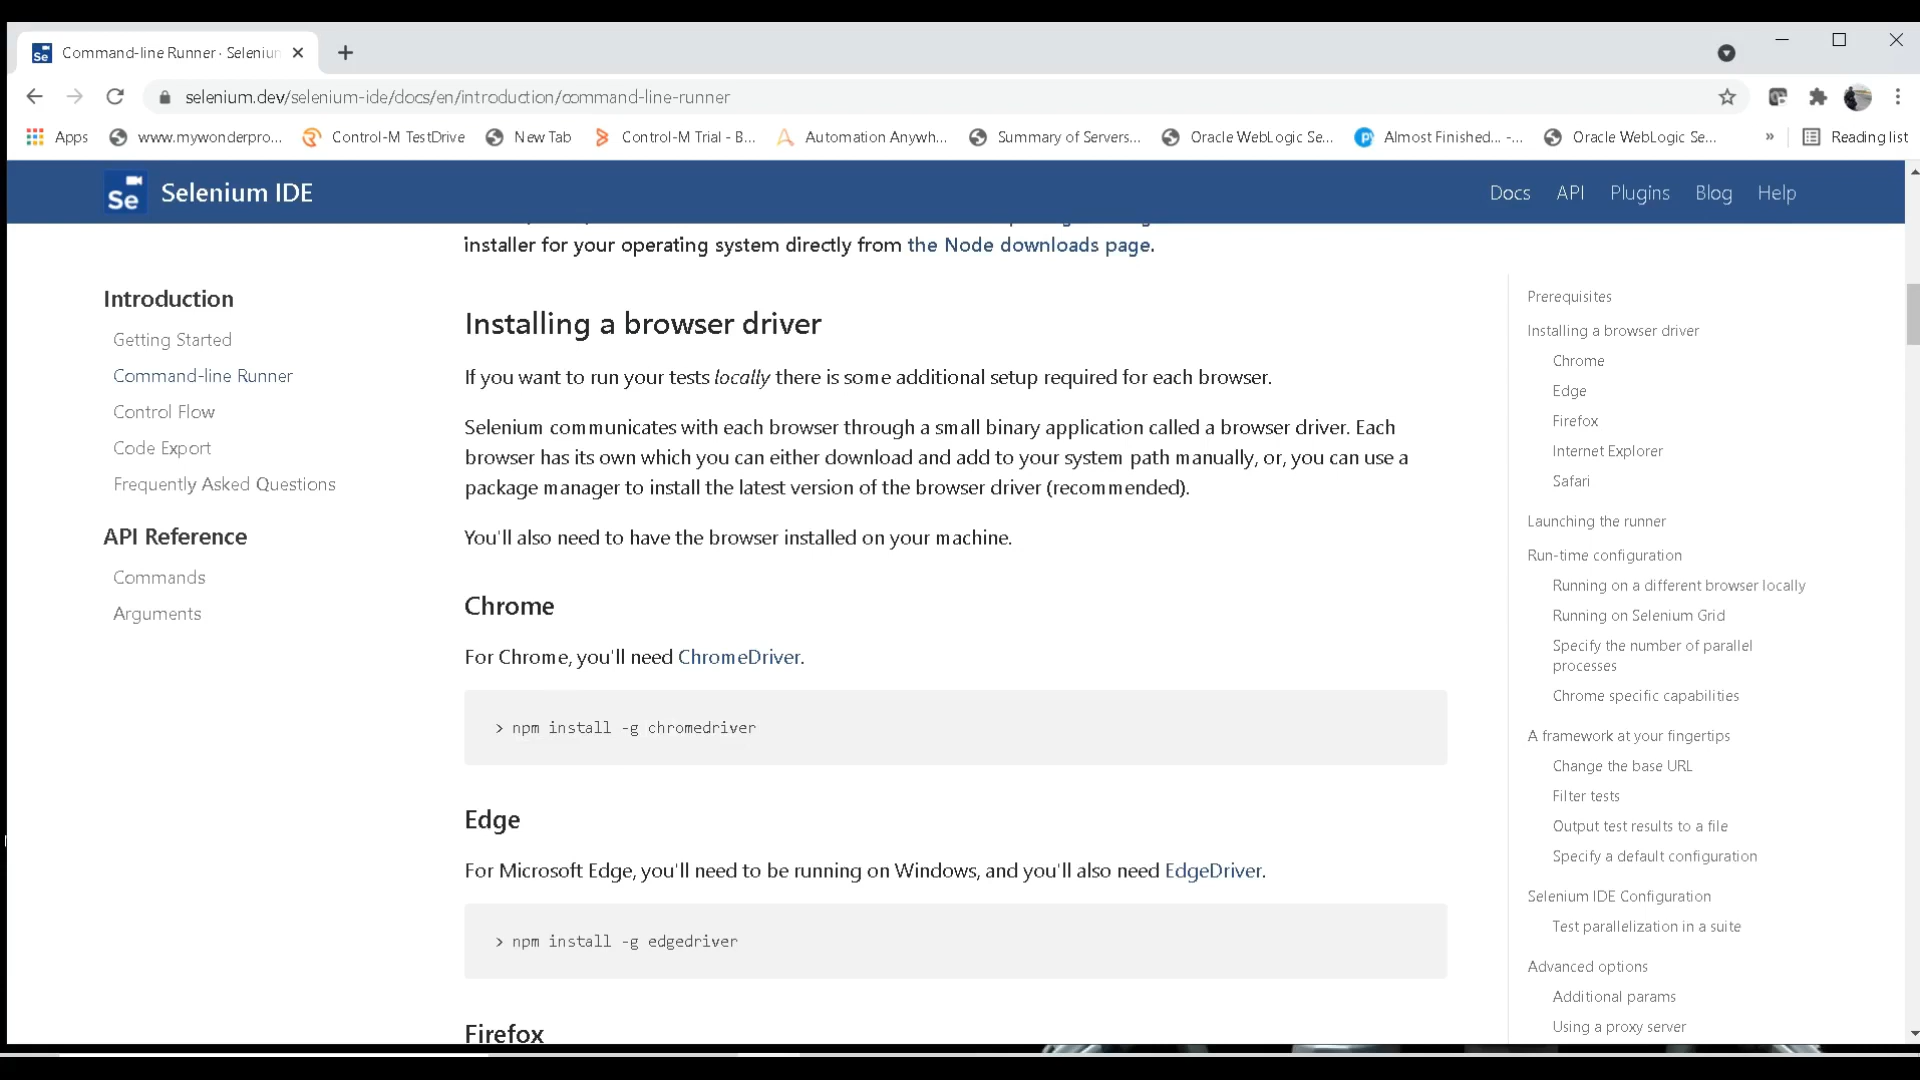 Se Command-line Runner · Selenium
selenium.dev/selenium-ide/docs/en/introduction/command-line-runner
Apps www.mywonderpro... Control-M TestDrive New Tab Control-M Trial - B... Automation Anywh... Summary of Servers... Oracle WebLogic Se... Almost Finished... -... Oracle WebLogic Se... » Reading list
Se Selenium IDE Docs API Plugins Blog Help
installer for your operating system directly from the Node downloads page.
Introduction
Getting Started
Command-line Runner
Control Flow
Code Export
Frequently Asked Questions
API Reference
Commands
Arguments
Installing a browser driver
If you want to run your tests locally there is some additional setup required for each browser.
Selenium communicates with each browser through a small binary application called a browser driver. Each
browser has its own which you can either download and add to your system path manually, or, you can use a
package manager to install the latest version of the browser driver (recommended).
You'll also need to have the browser installed on your machine.
Chrome
For Chrome, you'll need ChromeDriver.
> npm install -g chromedriver
Edge
For Microsoft Edge, you'll need to be running on Windows, and you'll also need EdgeDriver.
> npm install -g edgedriver
Firefox
Prerequisites
Installing a browser driver
Chrome
Edge
Firefox
Internet Explorer
Safari
Launching the runner
Run-time configuration
Running on a different browser locally
Running on Selenium Grid
Specify the number of parallel
processes
Chrome specific capabilities
A framework at your fingertips
Change the base URL
Filter tests
Output test results to a file
Specify a default configuration
Selenium IDE Configuration
Test parallelization in a suite
Advanced options
Additional params
Using a proxy server